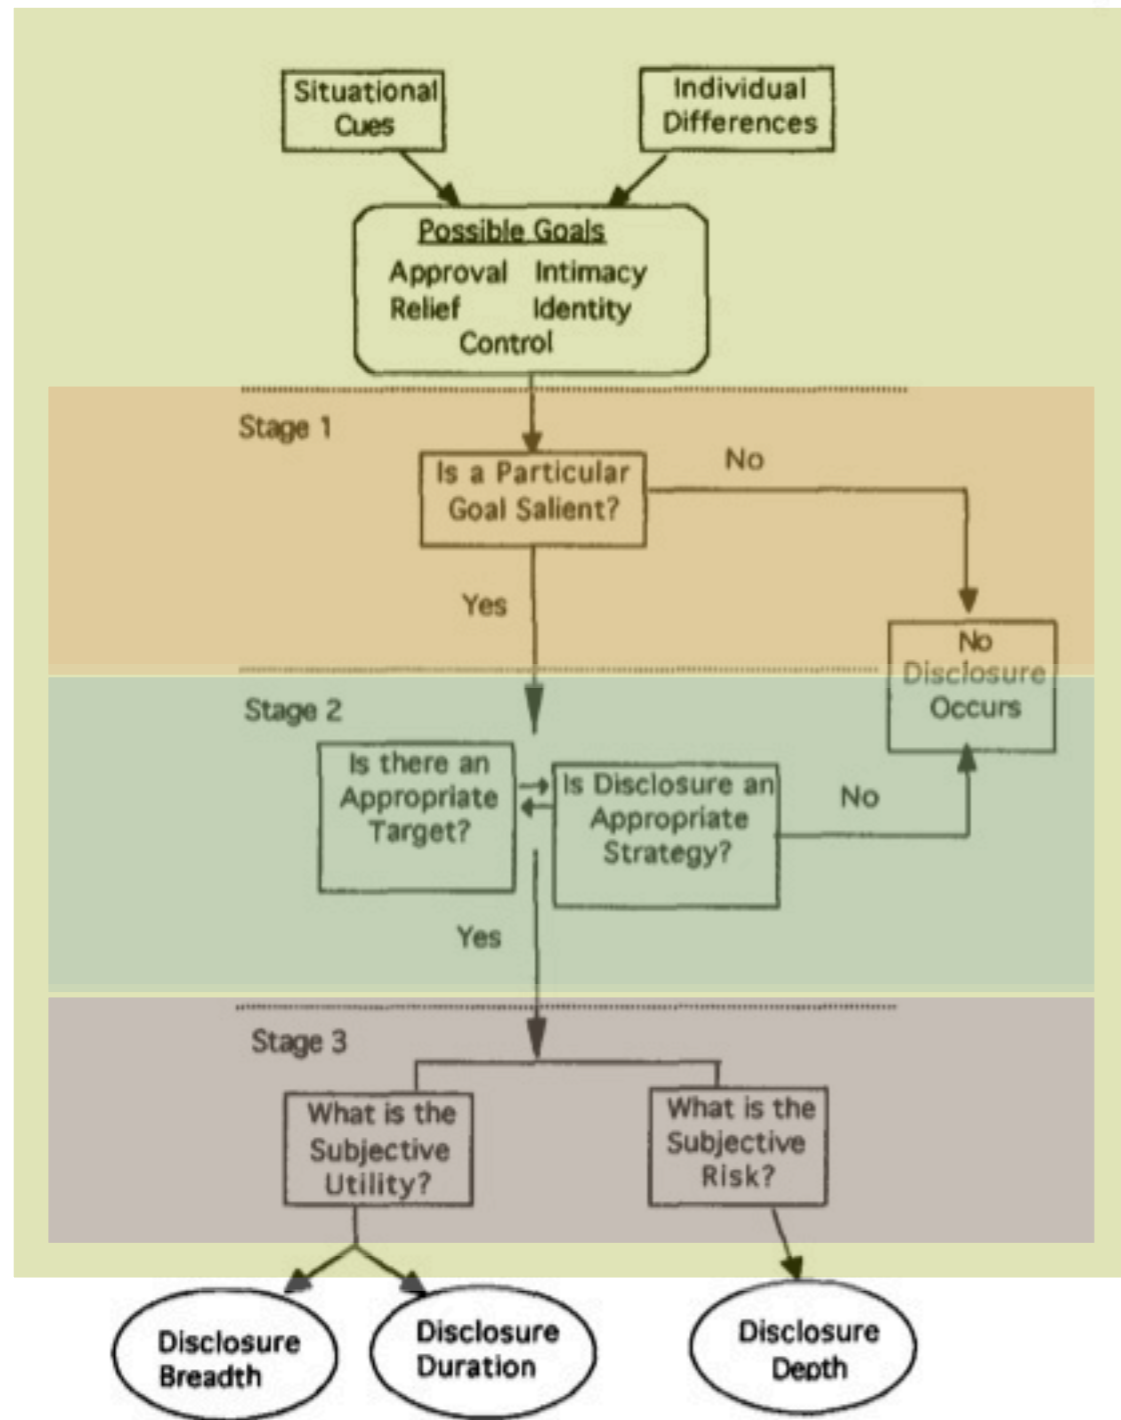 Situational
Cues
Individual
Differences
Possible Goals
Approval Intimacy
Relief Identity
Control
Stage 1
Is a Particular
Goal Salient?
No
Yes
No
Disclosure
Occurs
Stage 2
Is there an
Appropriate
Target?
Is Disclosure an
Appropriate
Strategy?
No
Yes
Stage 3
What is the
Subjective
Utility?
What is the
Subjective
Risk?
Disclosure
Breadth
Disclosure
Duration
Disclosure
Depth